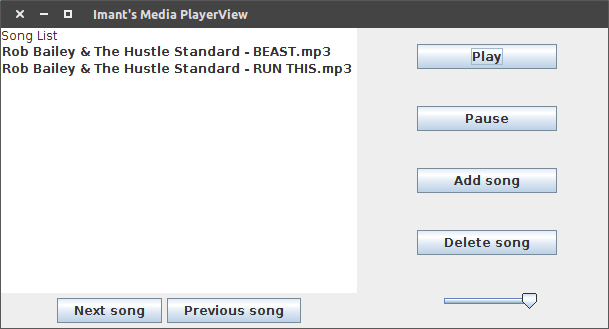 Imant's Media PlayerView
Song List
Rob Bailey & The Hustle Standard - BEAST.mp3
Rob Bailey & The Hustle Standard - RUN THIS.mp3
Play
Pause
Add song
Delete song
Next song
Previous song